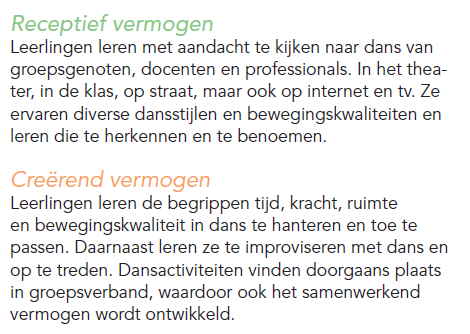 Receptief vermogen
Leerlingen leren met aandacht te kijken naar dans van
groepsgenoten, docenten en professionals. In het thea-
ter, in de klas, op straat, maar ook op internet en tv. Ze
ervaren diverse dansstijlen en bewegingskwaliteiten en
leren die te herkennen en te benoemen.
Creërend vermogen
Leerlingen leren de begrippen tijd, kracht, ruimte
en bewegingskwaliteit in dans te hanteren en toe te
passen. Daarnaast leren ze te improviseren met dans en
op te treden. Dansactiviteiten vinden doorgaans plaats
in groepsverband, waardoor ook het samenwerkend
vermogen wordt ontwikkeld.